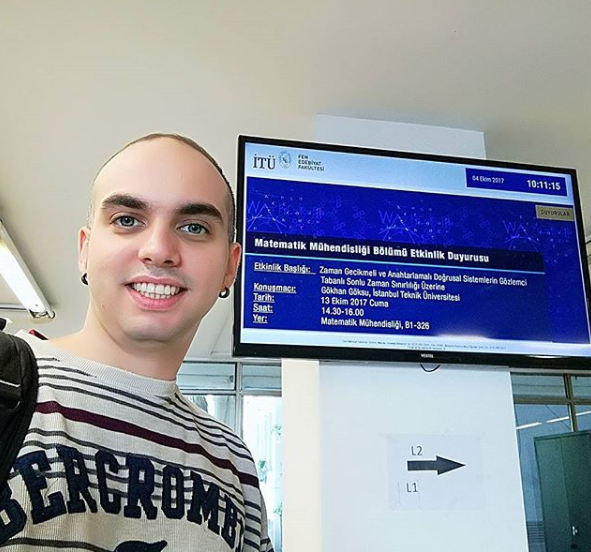 İTÜ
FEN
EDEBİYAT
FAKÜLTESİ
04 Ekim 2017 10:11:15
DUYURULAR
Matematik Mühendisliği Bölümü Etkinlik Duyurusu
Etkinlik Başlığı: Zaman Gecikmeli ve Anahtarlamalı Doğrusal Sistemlerin Gözlemci
Tabanlı Sonlu Zaman Sınırlılığı Üzerine
Konuşmacı: Gökhan Göksu, İstanbul Teknik Üniversitesi
Tarih: 13 Ekim 2017 Cuma
Saat: 14.30-16.00
Yer: Matematik Mühendisliği, B1-326
VESTEL
L2
L1
BERCROMB